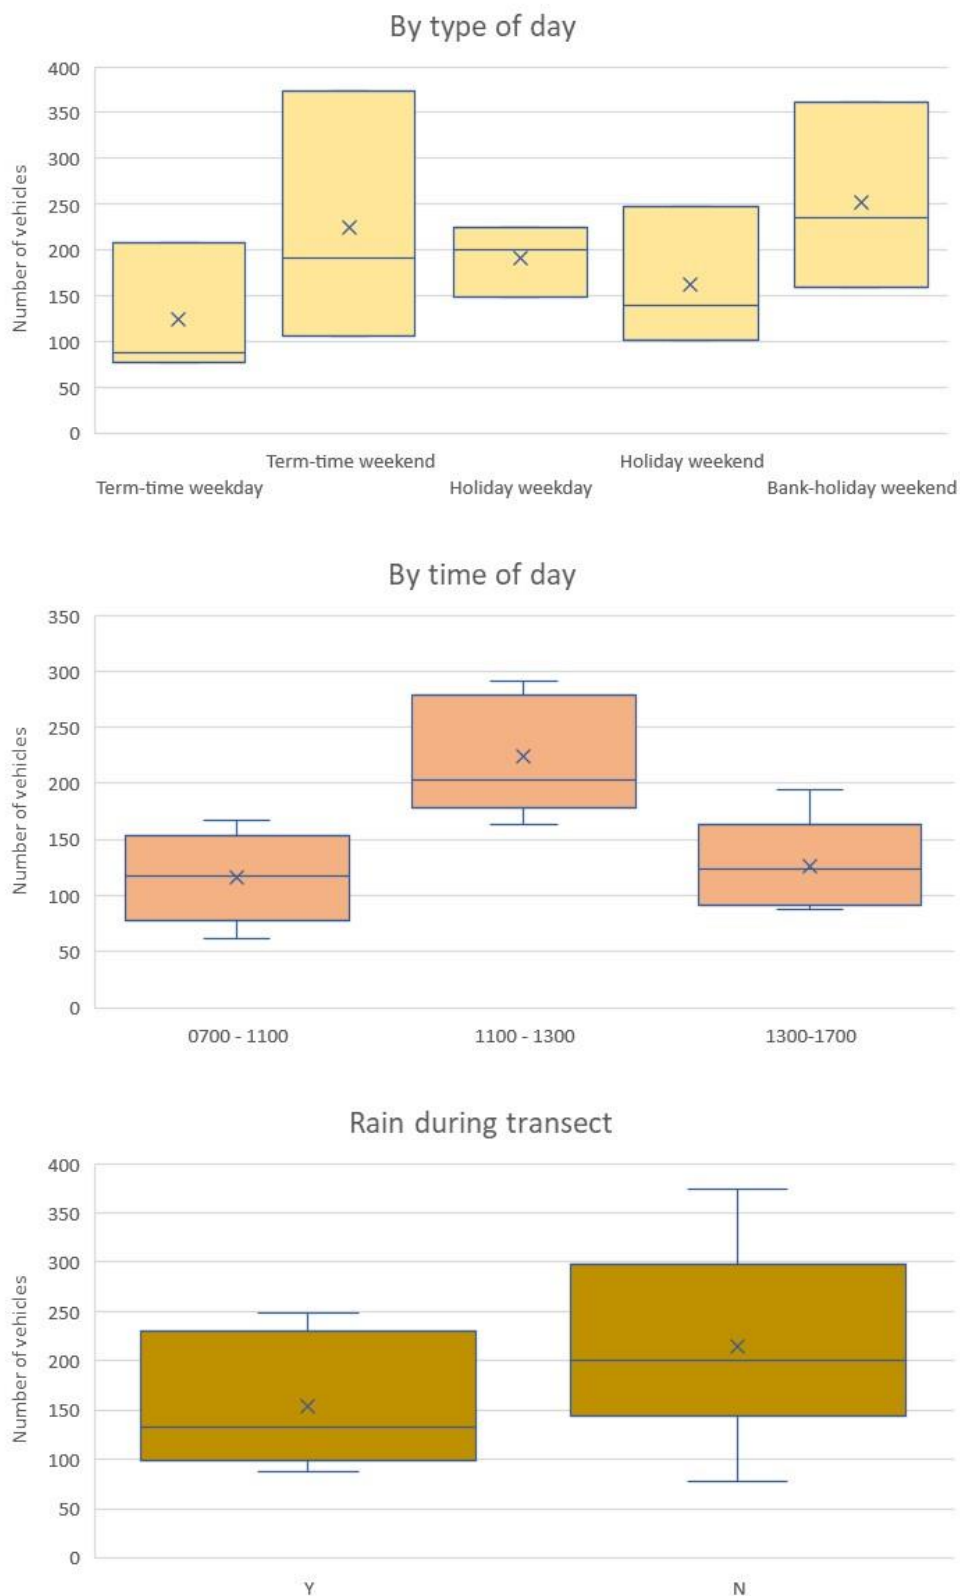 By type of day
Number of vehicles
400
350
300
250
200
150
100
50
0
Term-time weekend
Holiday weekend
Term-time weekday
Holiday weekday
Bank-holiday weekend
By time of day
Number of vehicles
350
300
250
200
150
100
50
0
0700 - 1100
1100 - 1300
1300-1700
Rain during transect
Number of vehicles
400
350
300
250
200
150
100
50
0
Y
N